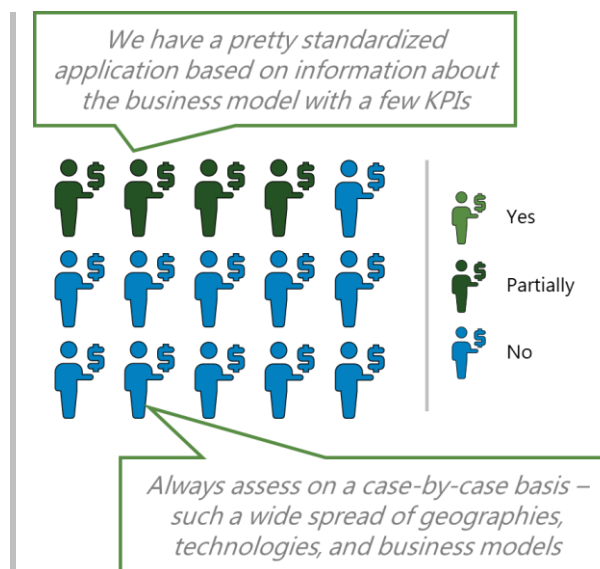 We have a pretty standardized
application based on information about
the business model with a few KPIs
Yes
Partially
No
Always assess on a case-by-case basis –
such a wide spread of geographies,
technologies, and business models